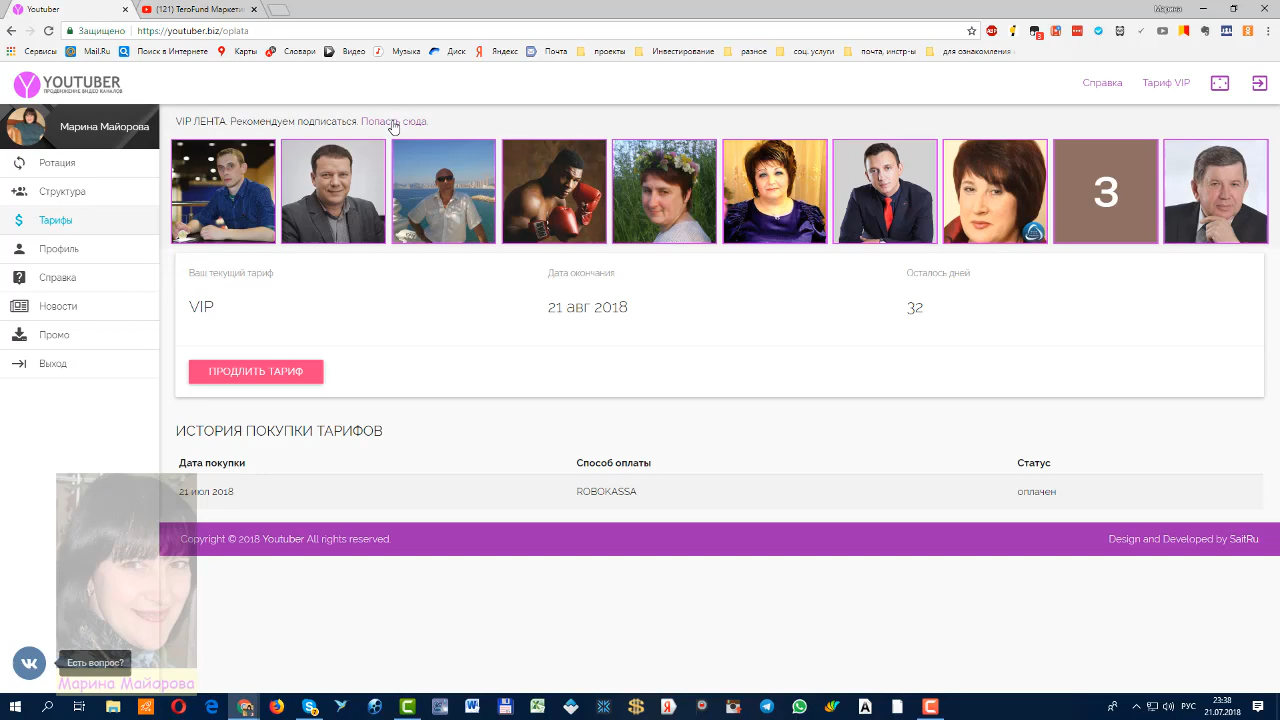 Youtuber
(121) TeroFund Маркети
Марина
Защищено
https://youtuber.biz/oplata
Сервисы
Mail.Ru
Поиск в Интернете
Карты
Словари
Видео
Музыка
Диск
Яндекс
Почта
проекты
Инвестирование
разное
соц.услуги
почта, инстр-ы
для ознакомления
YOUTUBER
ПРОДВИЖЕНИЕ ВИДЕО КАНАЛОВ
Справка
Тариф VIP
Марина Майорова
VIP ЛЕНТА. Рекомендуем подписаться. Попасть сюда.
Ротация
Структура
Тарифы
Профиль
Справка
Новости
Промо
Выход
3
Ваш текущий тариф
Дата окончания
Осталось дней
VIP
21 авг 2018
32
ПРОДЛИТЬ ТАРИФ
ИСТОРИЯ ПОКУПКИ ТАРИФОВ
Дата покупки
Способ оплаты
Статус
21 июл 2018
ROBOKASSA
оплачен
Copyright © 2018 Youtuber All rights reserved.
Design and Developed by SaitRu
Есть вопрос?
Марина Майорова
РУС
23:38
21.07.2018